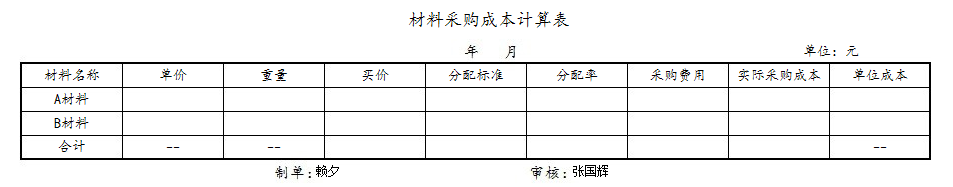 材料采购成本计算表
年 月 单位：元
材料名称 单价 重量 买价 分配标准 分配率 采购费用 实际采购成本 单位成本
A材料
B材料
合计 -- -- --
制单：赖夕 审核：张国辉